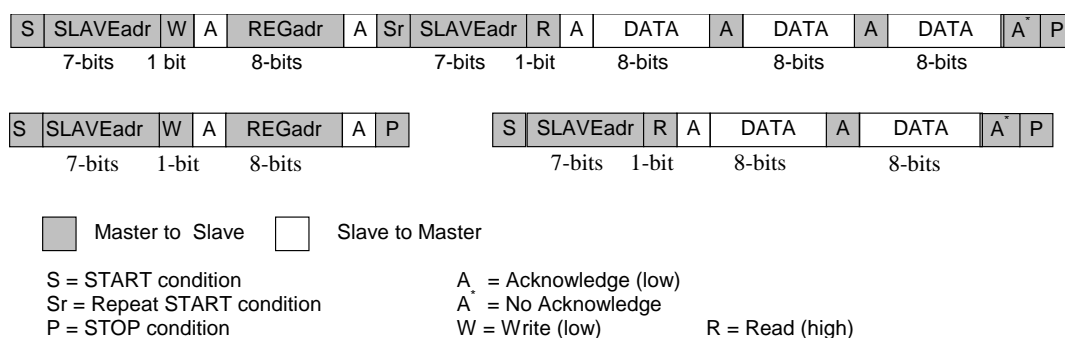 S SLAVEadr W A REGadr A Sr SLAVEadr R A DATA A DATA A DATA A* P
7-bits 1 bit 8-bits 7-bits 1-bit 8-bits 8-bits 8-bits
S SLAVEadr W A REGadr A P
7-bits 1-bit 8-bits
S SLAVEadr R A DATA A DATA A* P
7-bits 1-bit 8-bits 8-bits
Master to Slave Slave to Master
S = START condition
Sr = Repeat START condition
P = STOP condition
A = Acknowledge (low)
A* = No Acknowledge
W = Write (low) R = Read (high)